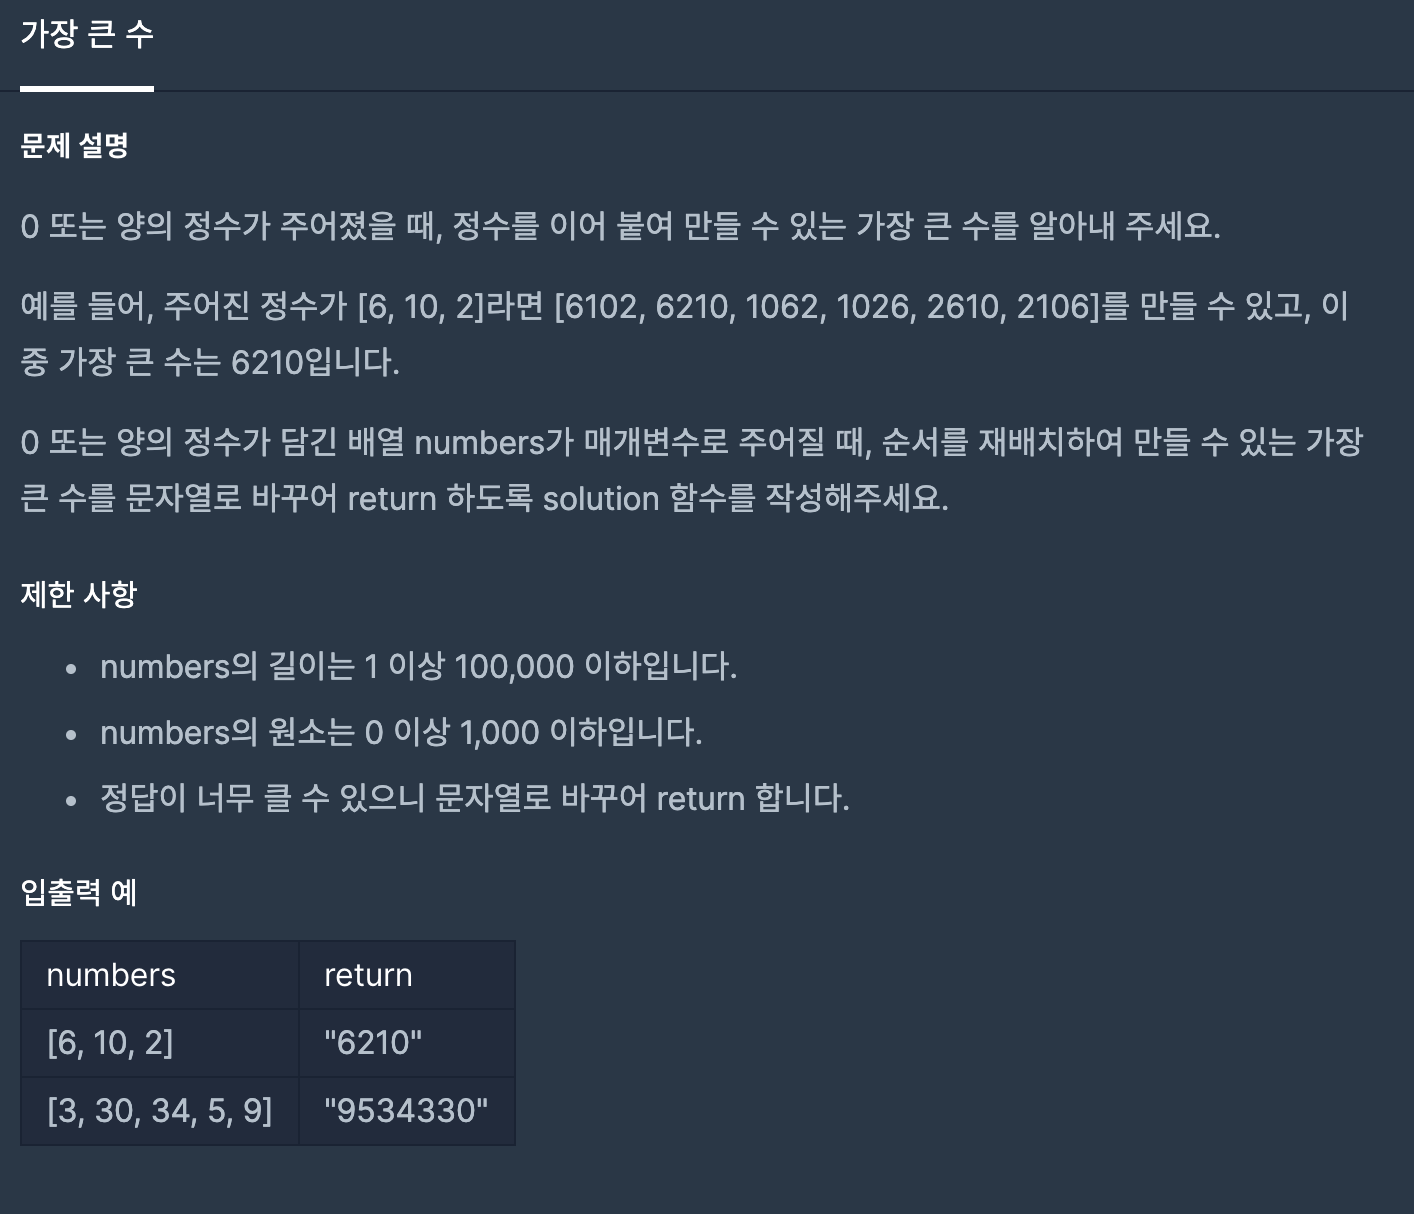 가장 큰 수
문제 설명
0 또는 양의 정수가 주어졌을 때, 정수를 이어 붙여 만들 수 있는 가장 큰 수를 알아내 주세요.
예를 들어, 주어진 정수가 [6, 10, 2]라면 [6102, 6210, 1062, 1026, 2610, 2106]를 만들 수 있고, 이
중 가장 큰 수는 6210입니다.
0 또는 양의 정수가 담긴 배열 numbers가 매개변수로 주어질 때, 순서를 재배치하여 만들 수 있는 가장
큰 수를 문자열로 바꾸어 return 하도록 solution 함수를 작성해주세요.
제한 사항
• numbers의 길이는 1 이상 100,000 이하입니다.
• numbers의 원소는 0 이상 1,000 이하입니다.
• 정답이 너무 클 수 있으니 문자열로 바꾸어 return 합니다.
입출력 예
numbers return
[6, 10, 2] "6210"
[3, 30, 34, 5, 9] "9534330"